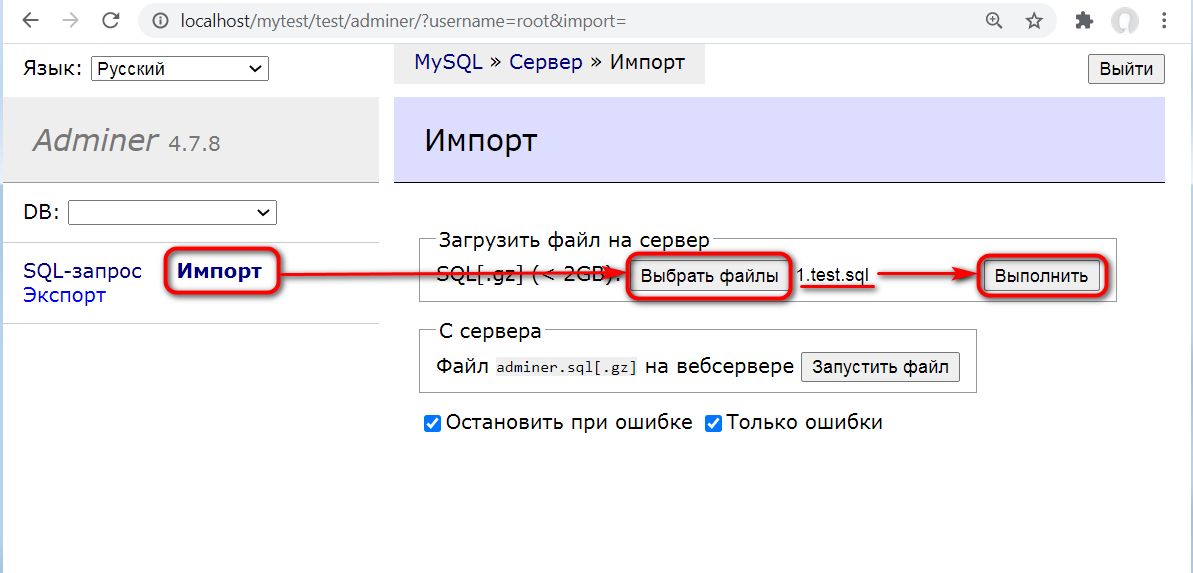 localhost/mytest/test/adminer/?username=root&import=
Язык: Русский
MySQL » Сервер » Импорт
Выйти
Adminer 4.7.8
Импорт
DB:
SQL-запрос Импорт
Экспорт
Загрузить файл на сервер
SQL[.gz] (< 2GB): Выбрать файлы 1.test.sql Выполнить
С сервера
Файл adminer.sql[.gz] на вебсервере Запустить файл
Остановить при ошибке Только ошибки